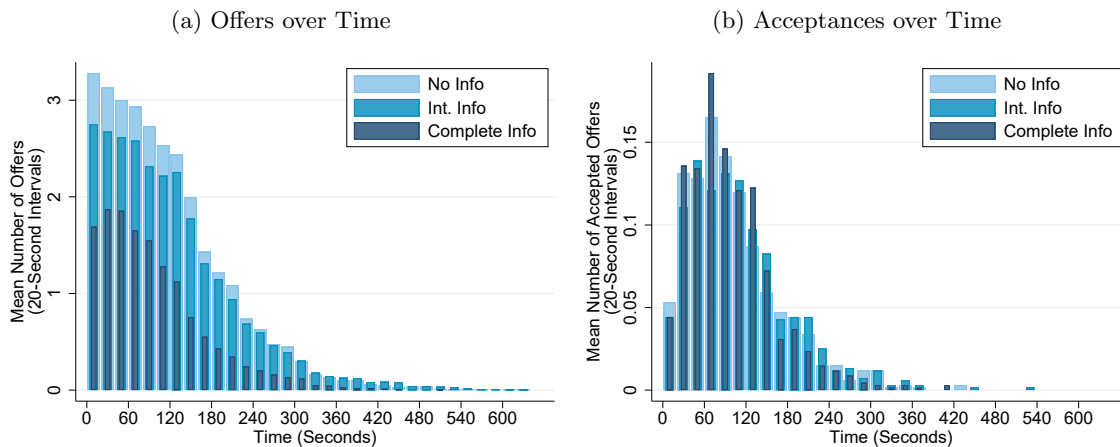 (a) Offers over Time
No Info
Int. Info
Complete Info
Mean Number of Offers
(20-Second Intervals)
3
2
1
0
0 60 120 180 240 300 360 420 480 540 600
Time (Seconds)
(b) Acceptances over Time
No Info
Int. Info
Complete Info
Mean Number of Accepted Offers
(20-Second Intervals)
0.15
0.10
0.05
0
0 60 120 180 240 300 360 420 480 540 600
Time (Seconds)